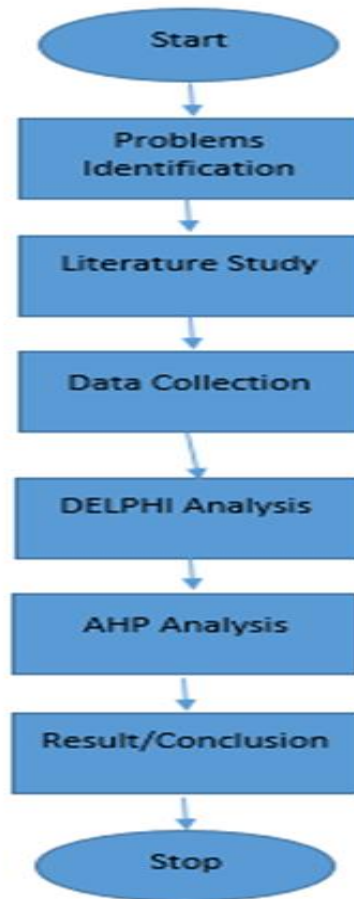 Start
Problems
Identification
Literature Study
Data Collection
DELPHI Analysis
AHP Analysis
Result/Conclusion
Stop